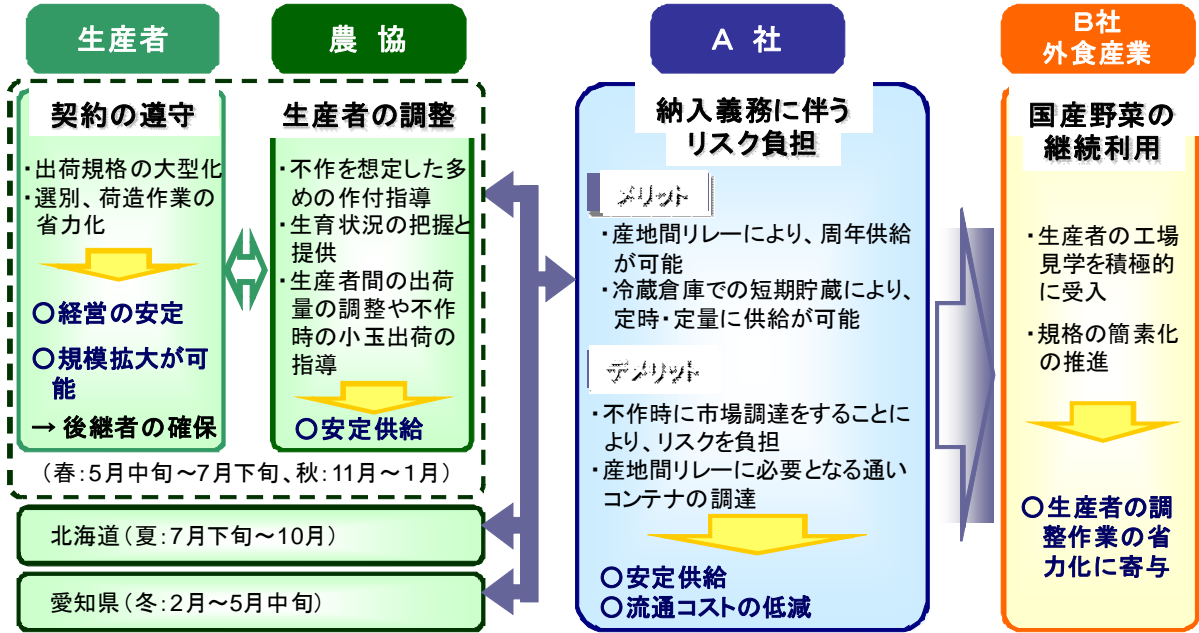 生産者
契約の遵守
・出荷規格の大型化
・選別、荷造作業の
省力化
○経営の安定
○規模拡大が可
能
→ 後継者の確保
農 協
生産者の調整
・不作を想定した多
めの作付指導
・生育状況の把握と
提供
・生産者間の出荷
量の調整や不作
時の小玉出荷の
指導
○安定供給
（春：5月中旬～7月下旬、秋：11月～1月）
北海道（夏：7月下旬～10月）
愛知県（冬：2月～5月中旬）
A 社
納入義務に伴う
リスク負担
メリット
・産地間リレーにより、周年供給
が可能
・冷蔵倉庫での短期貯蔵により、
定時・定量に供給が可能
デメリット
・不作時に市場調達をすることに
より、リスクを負担
・産地間リレーに必要となる通い
コンテナの調達
○安定供給
○流通コストの低減
B社
外食産業
国産野菜の
継続利用
・生産者の工場
見学を積極的
に受入
・規格の簡素化
の推進
○生産者の調
整作業の省
力化に寄与